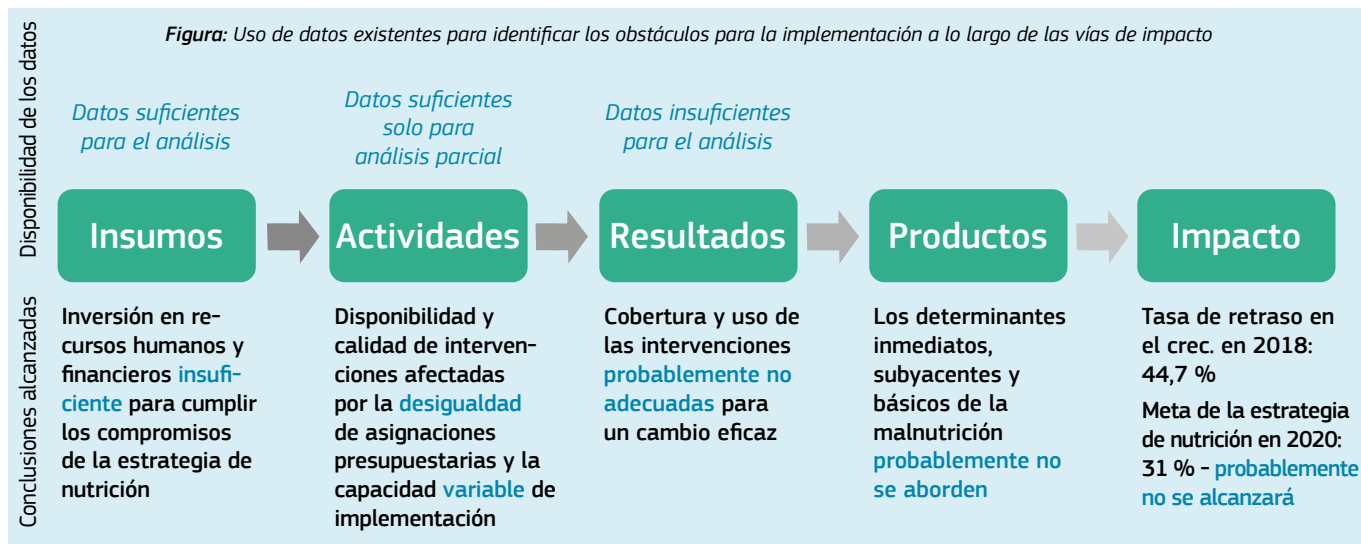 Figura: Uso de datos existentes para identificar los obstáculos para la implementación a lo largo de las vías de impacto
Disponibilidad de los datos
Datos suficientes
para el análisis
Datos suficientes
solo para
análisis parcial
Datos insuficientes
para el análisis
Insumos
Actividades
Resultados
Productos
Impacto
Conclusiones alcanzadas
Inversión en re-
cursos humanos y
financieros insufi-
ciente para cumplir
los compromisos
de la estrategia de
nutrición
Disponibilidad y
calidad de interven-
ciones afectadas
por la desigualdad
de asignaciones
presupuestarias y la
capacidad variable de
implementación
Cobertura y uso de
las intervenciones
probablemente no
adecuadas para
un cambio eficaz
Los determinantes
inmediatos,
subyacentes y
básicos de la
malnutrición
probablemente no
se aborden
Tasa de retraso en
el crec. en 2018:
44,7 %
Meta de la estrategia
de nutrición en 2020:
31 % - probablemente
no se alcanzará